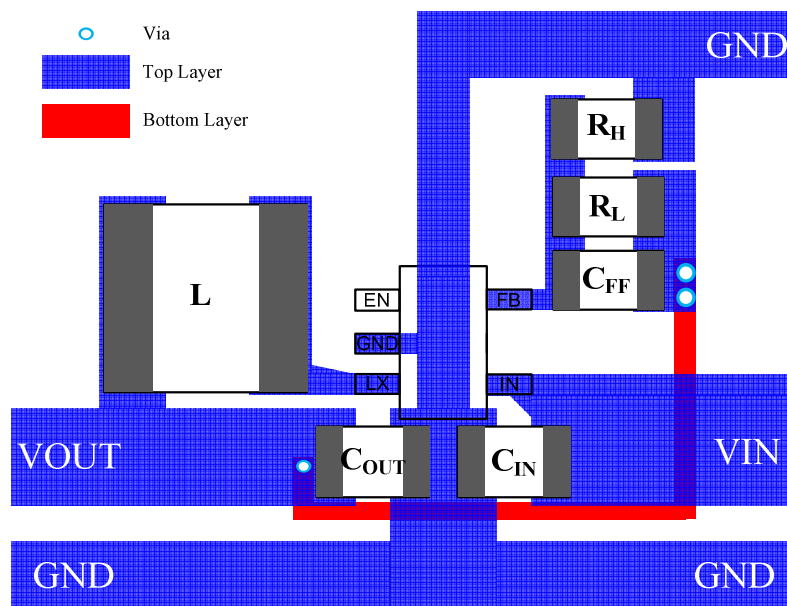 Via
Top Layer
Bottom Layer
GND
RH
RL
CFF
L
EN
FB
GND
LX
IN
VOUT
COUT
CIN
VIN
GND
GND